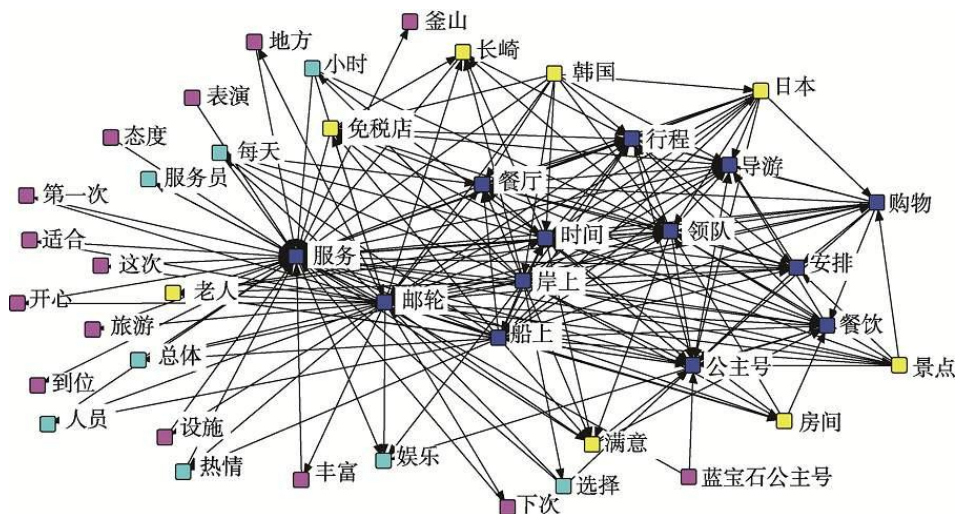 釜山
地方
长崎
小时
韩国
日本
表演
免税店
行程
态度
每天
导游
服务员
餐厅
第一次
购物
适合
服务
时间
领队
这次
安排
老人
邮轮
岸上
开心
旅游
船上
餐饮
总体
公主号
景点
到位
人员
设施
房间
满意
热情
丰富
娱乐
选择
蓝宝石公主号
下次